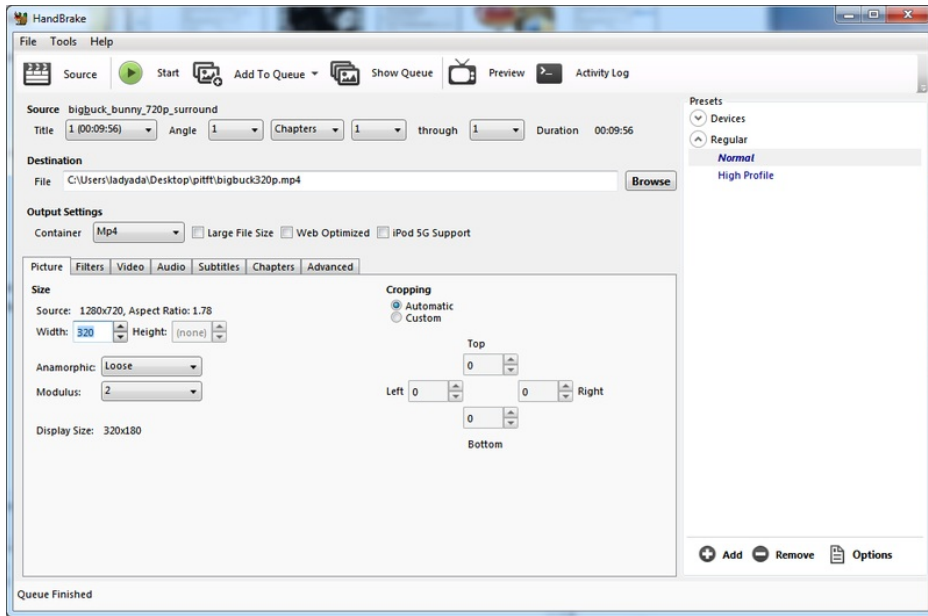 HandBrake
File Tools Help
Source Start Add To Queue Show Queue Preview Activity Log
Source bigbuck_bunny_720p_surround
Title 1 (00:09:56) Angle 1 Chapters 1 through 1 Duration 00:09:56
Destination
File C:\Users\ladyada\Desktop\pitft\bigbuck320p.mp4 Browse
Output Settings
Container Mp4 Large File Size Web Optimized iPod 5G Support
Picture Filters Video Audio Subtitles Chapters Advanced
Size
Source: 1280x720, Aspect Ratio: 1.78
Width: 320 Height: (none)
Anamorphic: Loose
Modulus: 2
Display Size: 320x180
Cropping
Automatic
Custom
Top
0
Left 0 0 Right
0
Bottom
Presets
Devices
Regular
Normal
High Profile
Add Remove Options
Queue Finished